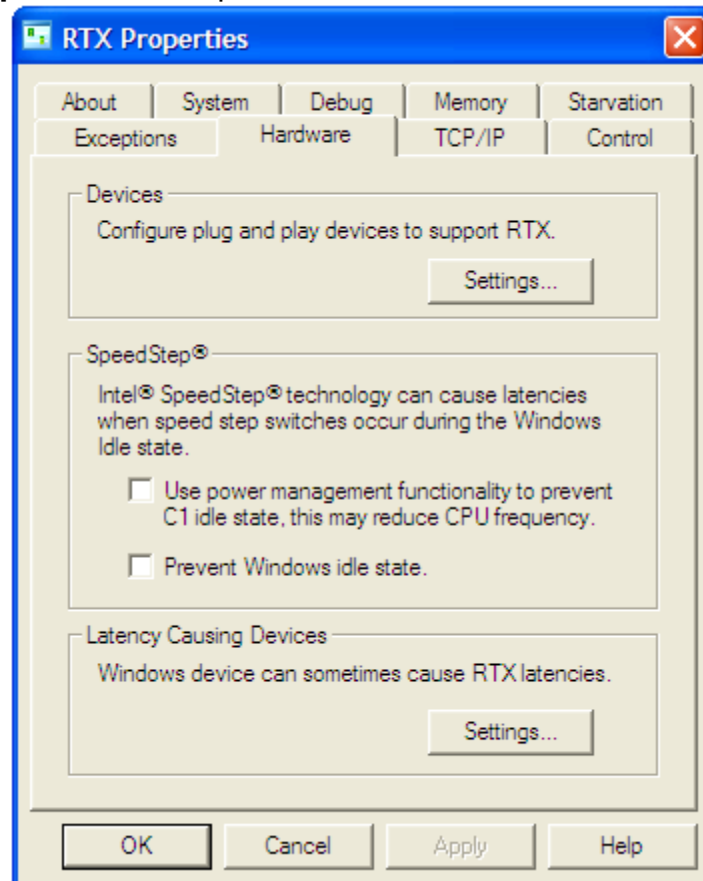 RTX Properties
About System Debug Memory Starvation
Exceptions Hardware TCP/IP Control
Devices
Configure plug and play devices to support RTX.
Settings...
SpeedStep®
Intel® SpeedStep® technology can cause latencies
when speed step switches occur during the Windows
Idle state.
Use power management functionality to prevent
C1 idle state, this may reduce CPU frequency.
Prevent Windows idle state.
Latency Causing Devices
Windows device can sometimes cause RTX latencies.
Settings...
OK Cancel Apply Help